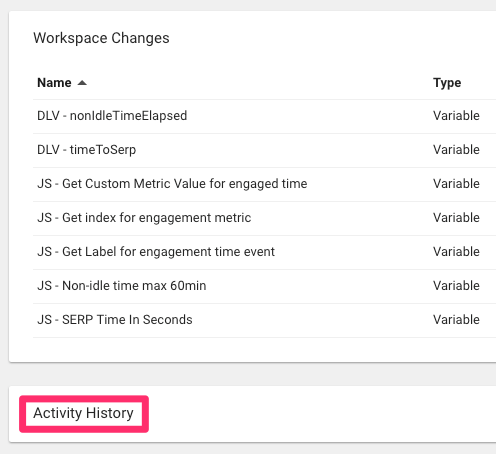 Workspace Changes
Name Type
DLV - nonIdleTimeElapsed Variable
DLV - timeToSerp Variable
JS - Get Custom Metric Value for engaged time Variable
JS - Get index for engagement metric Variable
JS - Get Label for engagement time event Variable
JS - Non-idle time max 60min Variable
JS - SERP Time In Seconds Variable
Activity History